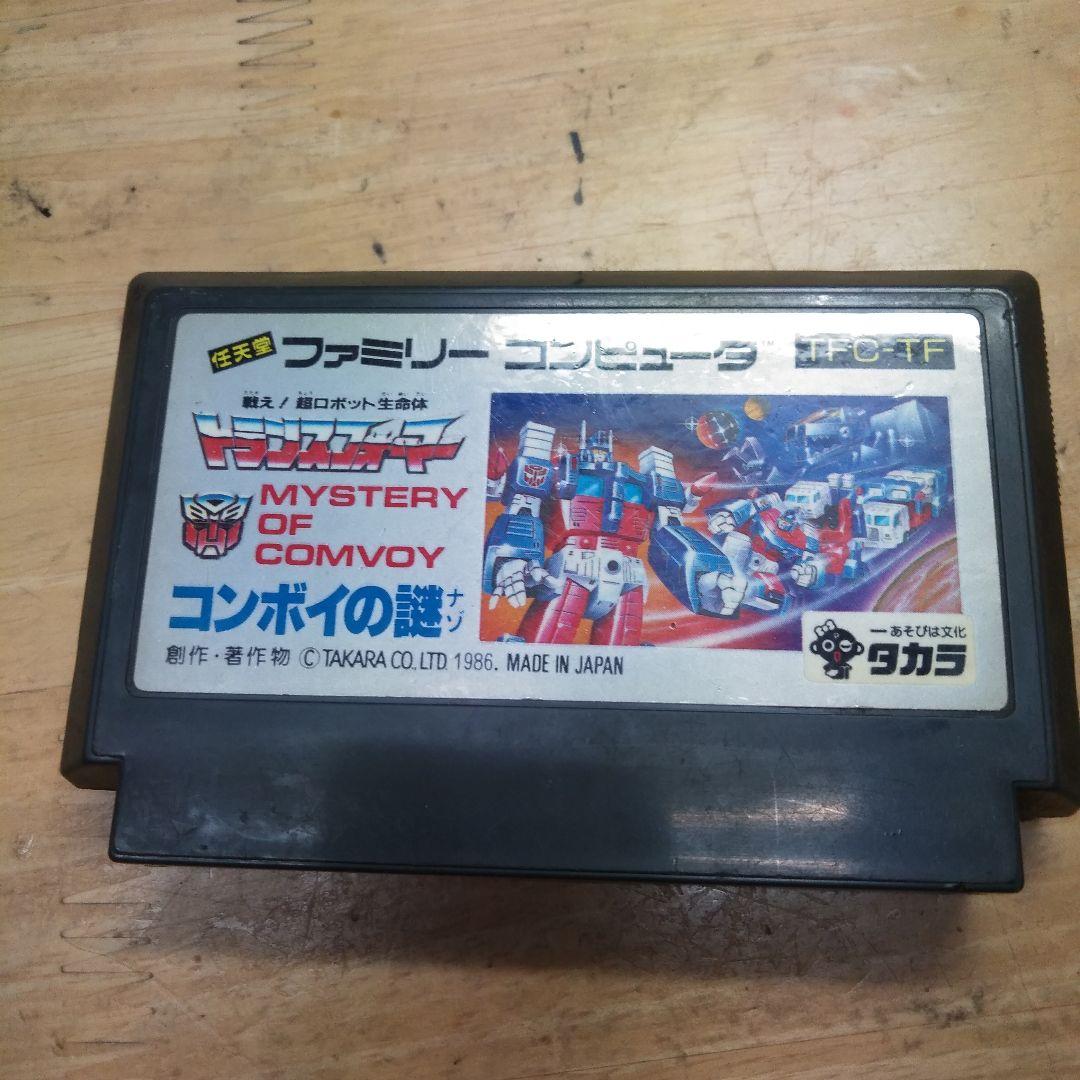 任天堂 ファミリー コンピュータ™ TFC-TF
戦え!超ロボット生命体
トランスフォーマー
MYSTERY
OF
COMVOY
コンボイの謎
ナゾ
創作・著作物 ©TAKARA CO., LTD. 1986. MADE IN JAPAN
あそびは文化
タカラ